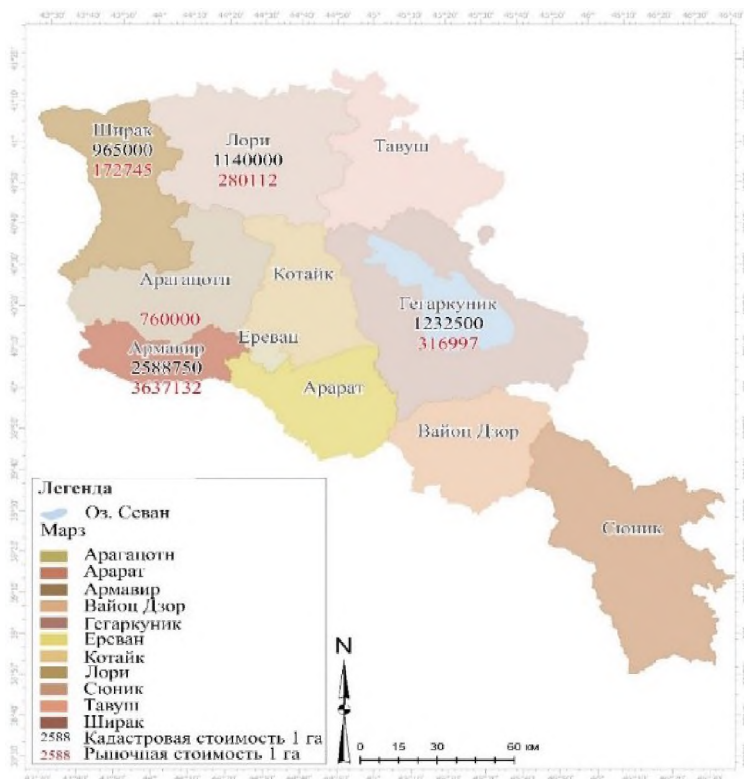 Ширак
965000
172745
Лори
1140000
280112
Тавуш
Арагацотн
760000
Котайк
Гегаркуник
1232500
316997
Ереван
Армавир
2588750
3637132
Арарат
Вайоц Дзор
Сюник
Легенда
Оз. Севан
Марз
Арагацотн
Арарат
Армавир
Вайоц Дзор
Гегаркуник
Ереван
Котайк
Лори
Сюник
Тавуш
Ширак
2588 Кадастровая стоимость 1 га
2588 Рыночная стоимость 1 га
N
0 15 30 60 км